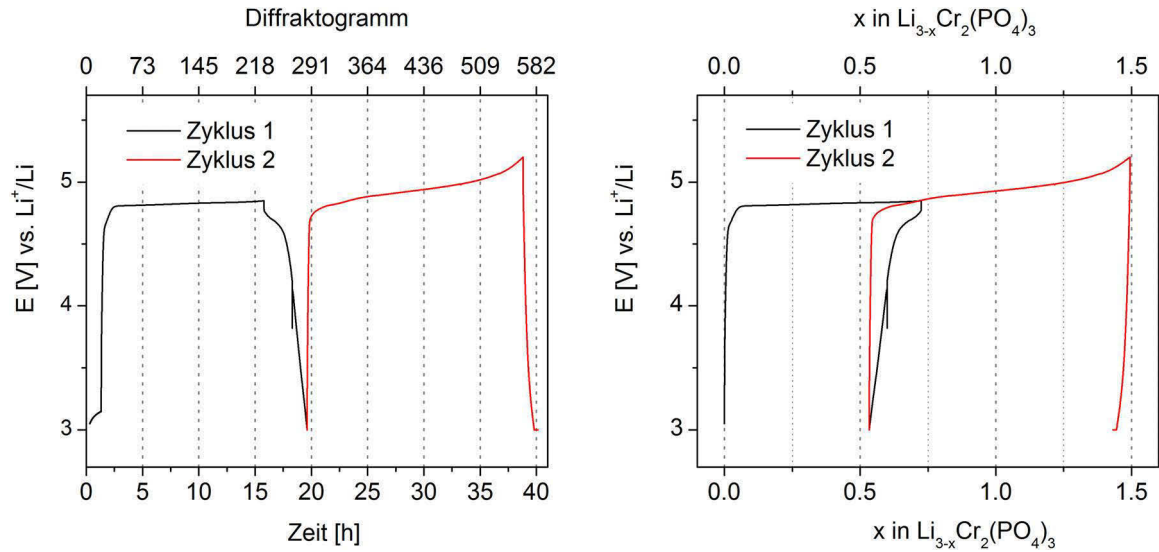 Diffraktogramm
0 73 145 218 291 364 436 509 582
Zyklus 1
Zyklus 2
E [V] vs. Li⁺/Li
5
4
3
0 5 10 15 20 25 30 35 40
Zeit [h]
x in Li₃₋ₓCr₂(PO₄)₃
0.0 0.5 1.0 1.5
Zyklus 1
Zyklus 2
E [V] vs. Li⁺/Li
5
4
3
0.0 0.5 1.0 1.5
x in Li₃₋ₓCr₂(PO₄)₃